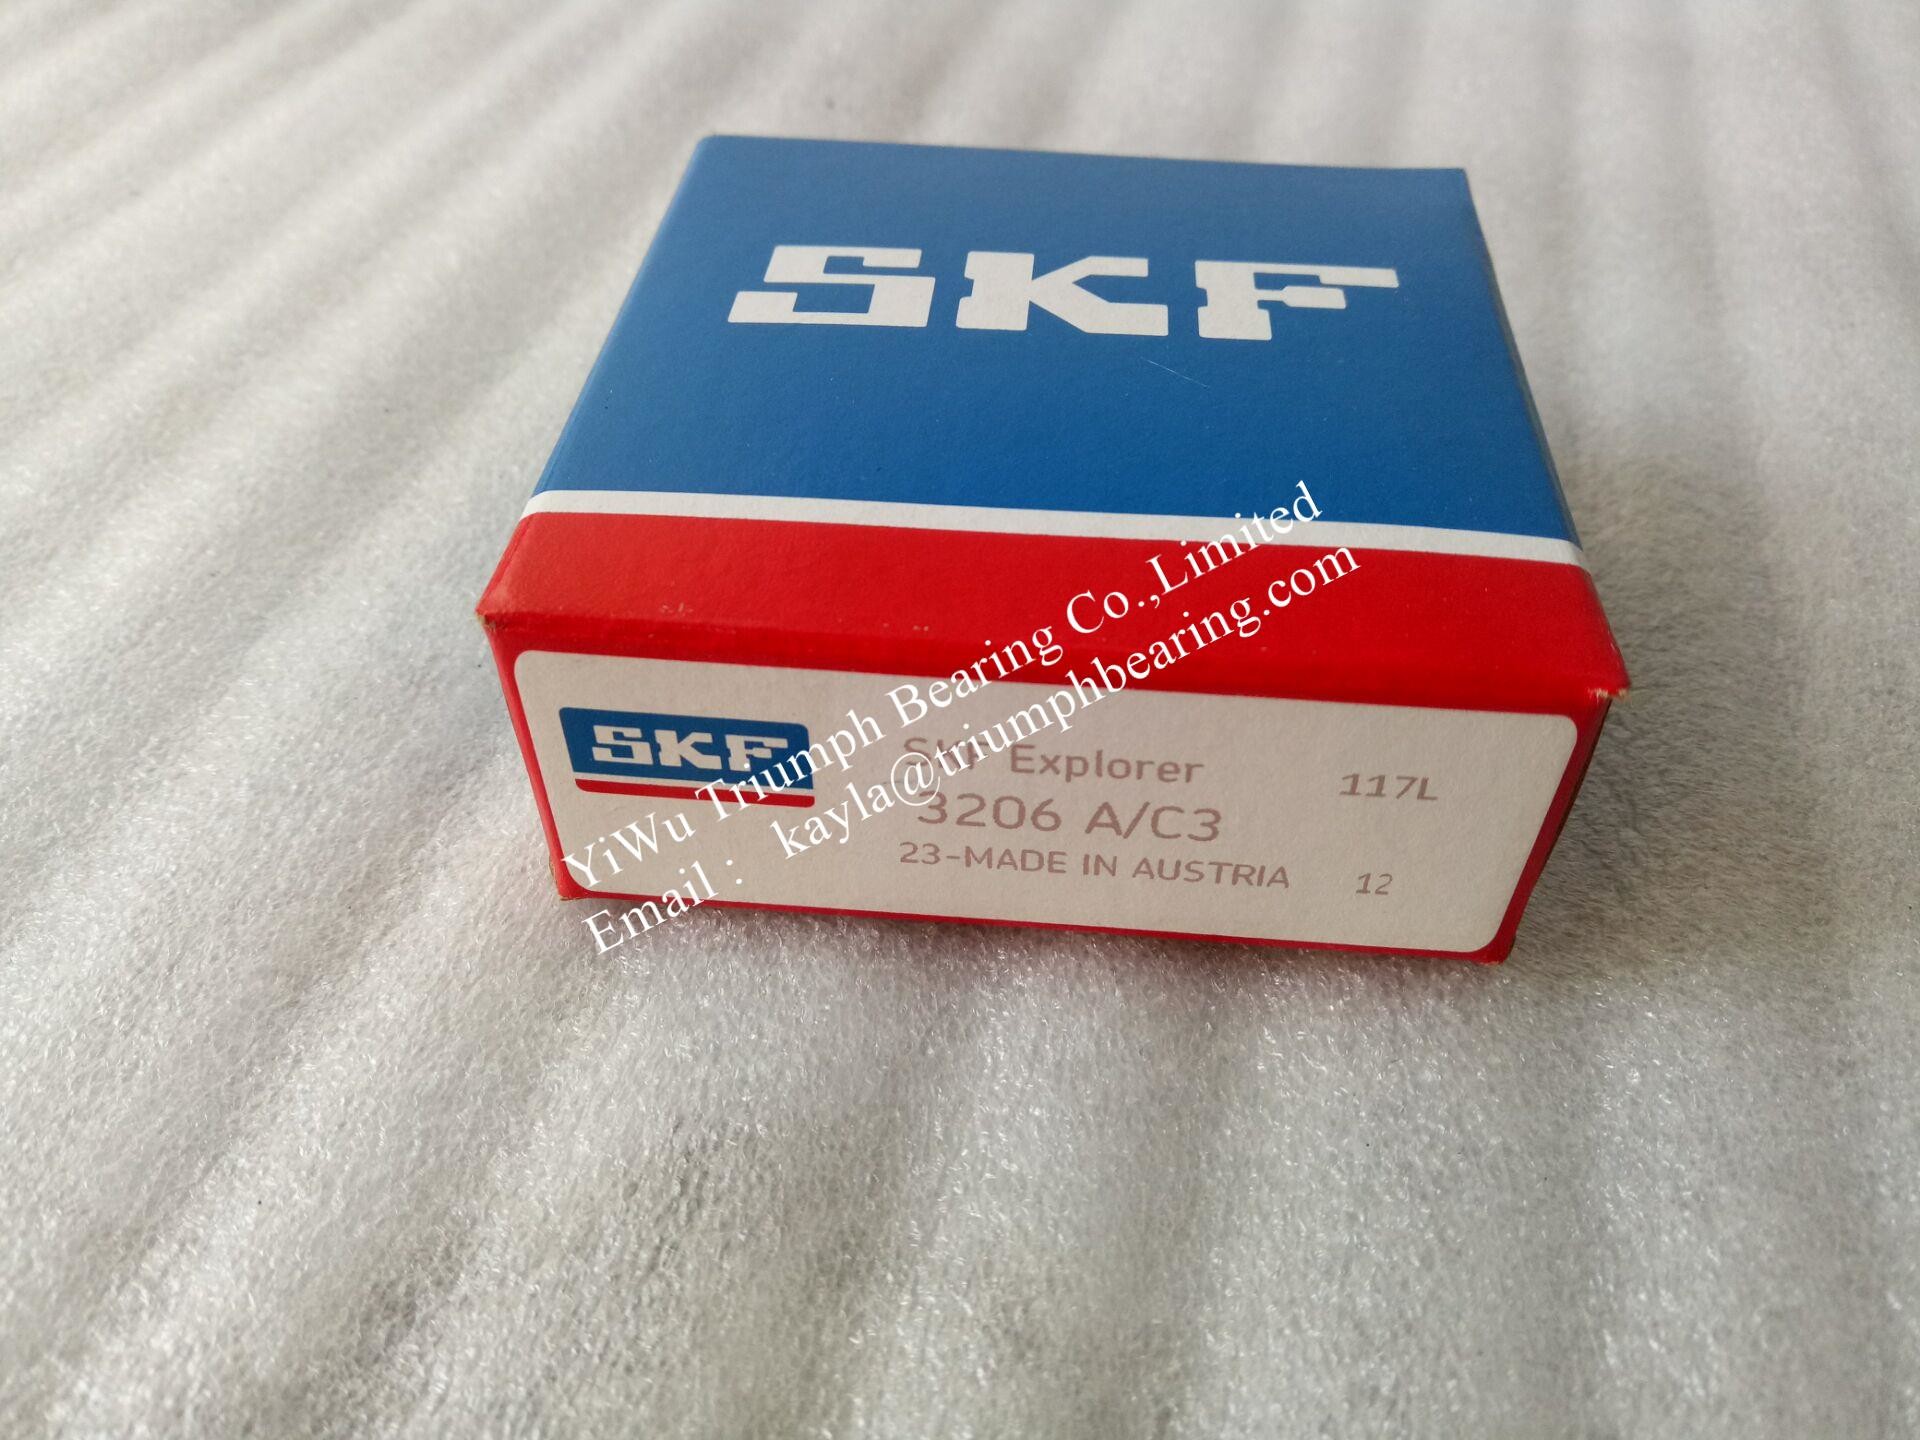 SKF
YiWu Triumph Bearing Co.,Limited
Email : kayla@triumphbearing.com
SKF
SKF Explorer
117L
3206 A/C3
23-MADE IN AUSTRIA
12